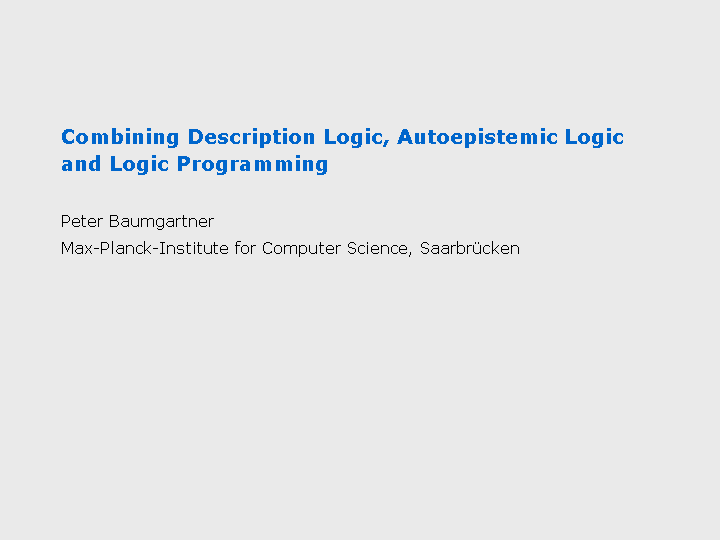 Combining Description Logic, Autoepistemic Logic
and Logic Programming
Peter Baumgartner
Max-Planck-Institute for Computer Science, Saarbrücken